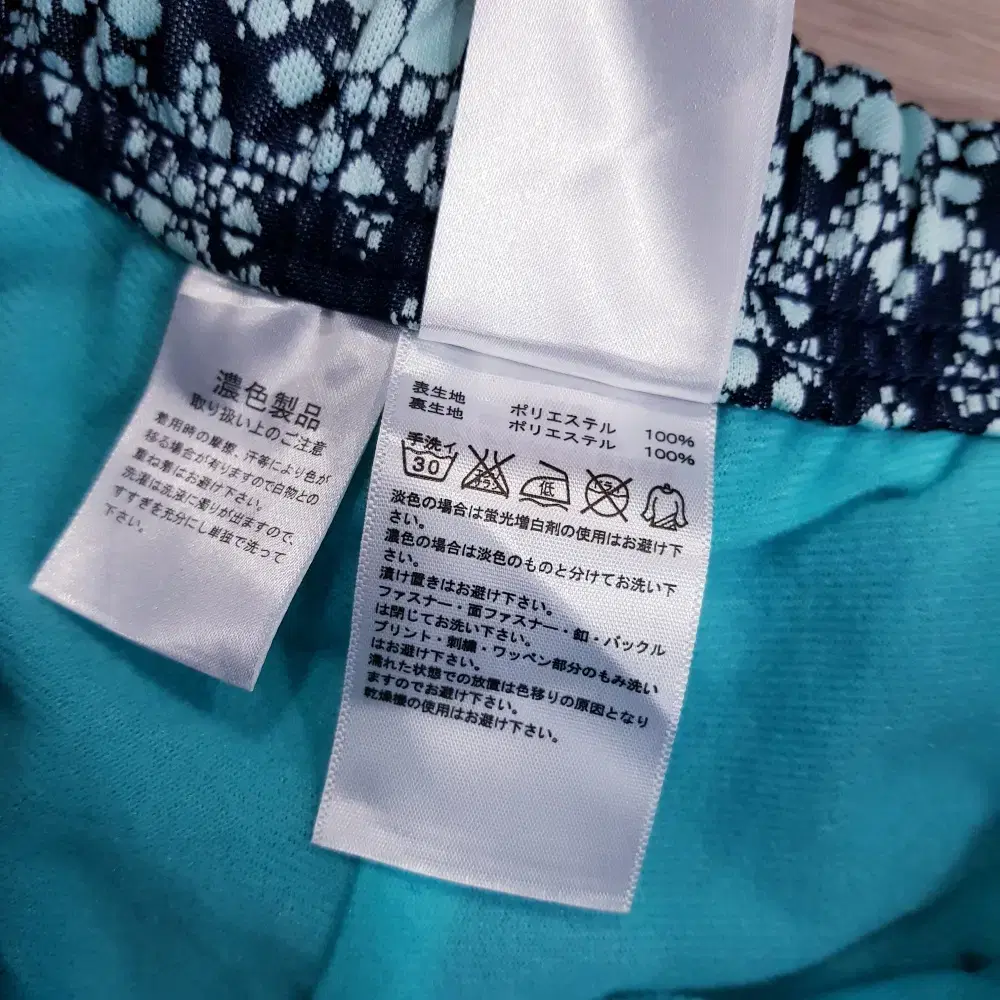 濃色製品
取り扱い上のご注意
着用時の摩擦、汗等により色が
移る場合が有りますので白物との
重ね着はお避け下さい。
洗濯は洗液に濁りが出ますので、
すすぎを充分にし単独で洗って
下さい。
表生地 ポリエステル 100%
裏生地 ポリエステル 100%
手洗イ
30
低
淡色の場合は蛍光増白剤の使用はお避け下
さい。
濃色の場合は淡色のものと分けてお洗い下
さい。
漬け置きはお避け下さい。
ファスナー・面ファスナー・釦・バックル
は閉じてお洗い下さい。
プリント・刺繍・ワッペン部分のもみ洗い
はお避け下さい。
濡れた状態での放置は色移りの原因となり
ますのでお避け下さい。
乾燥機の使用はお避け下さい。